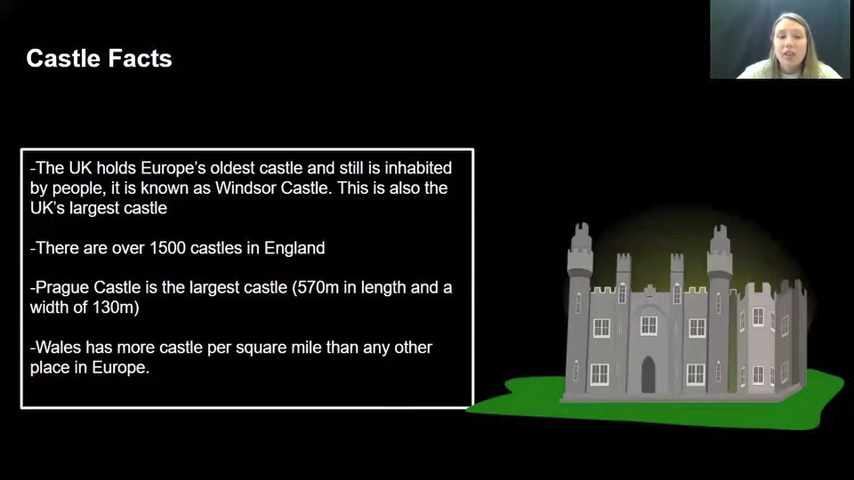 Castle Facts
-The UK holds Europe's oldest castle and still is inhabited
by people, it is known as Windsor Castle. This is also the
UK's largest castle
-There are over 1500 castles in England
-Prague Castle is the largest castle (570m in length and a
width of 130m)
-Wales has more castle per square mile than any other
place in Europe.